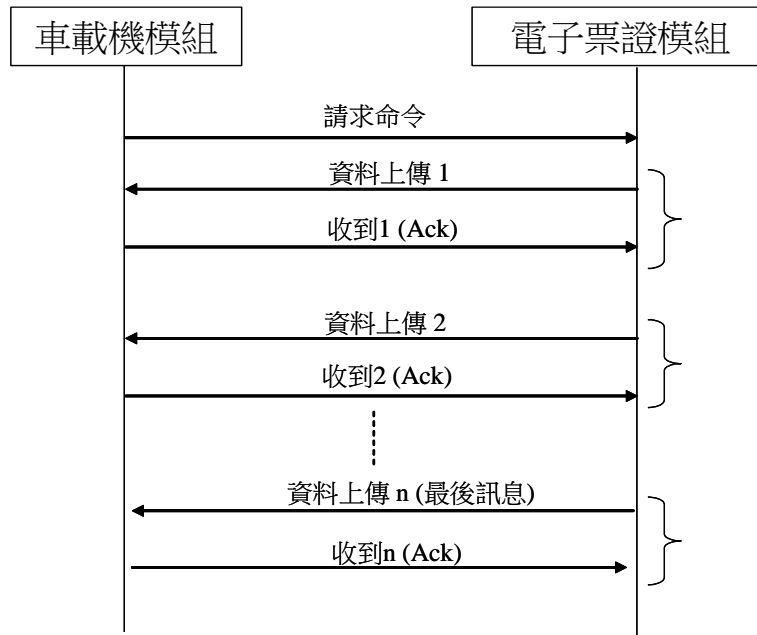 車載機模組
電子票證模組
請求命令
資料上傳 1
收到1 (Ack)
資料上傳 2
收到2 (Ack)
資料上傳 n (最後訊息)
收到n (Ack)